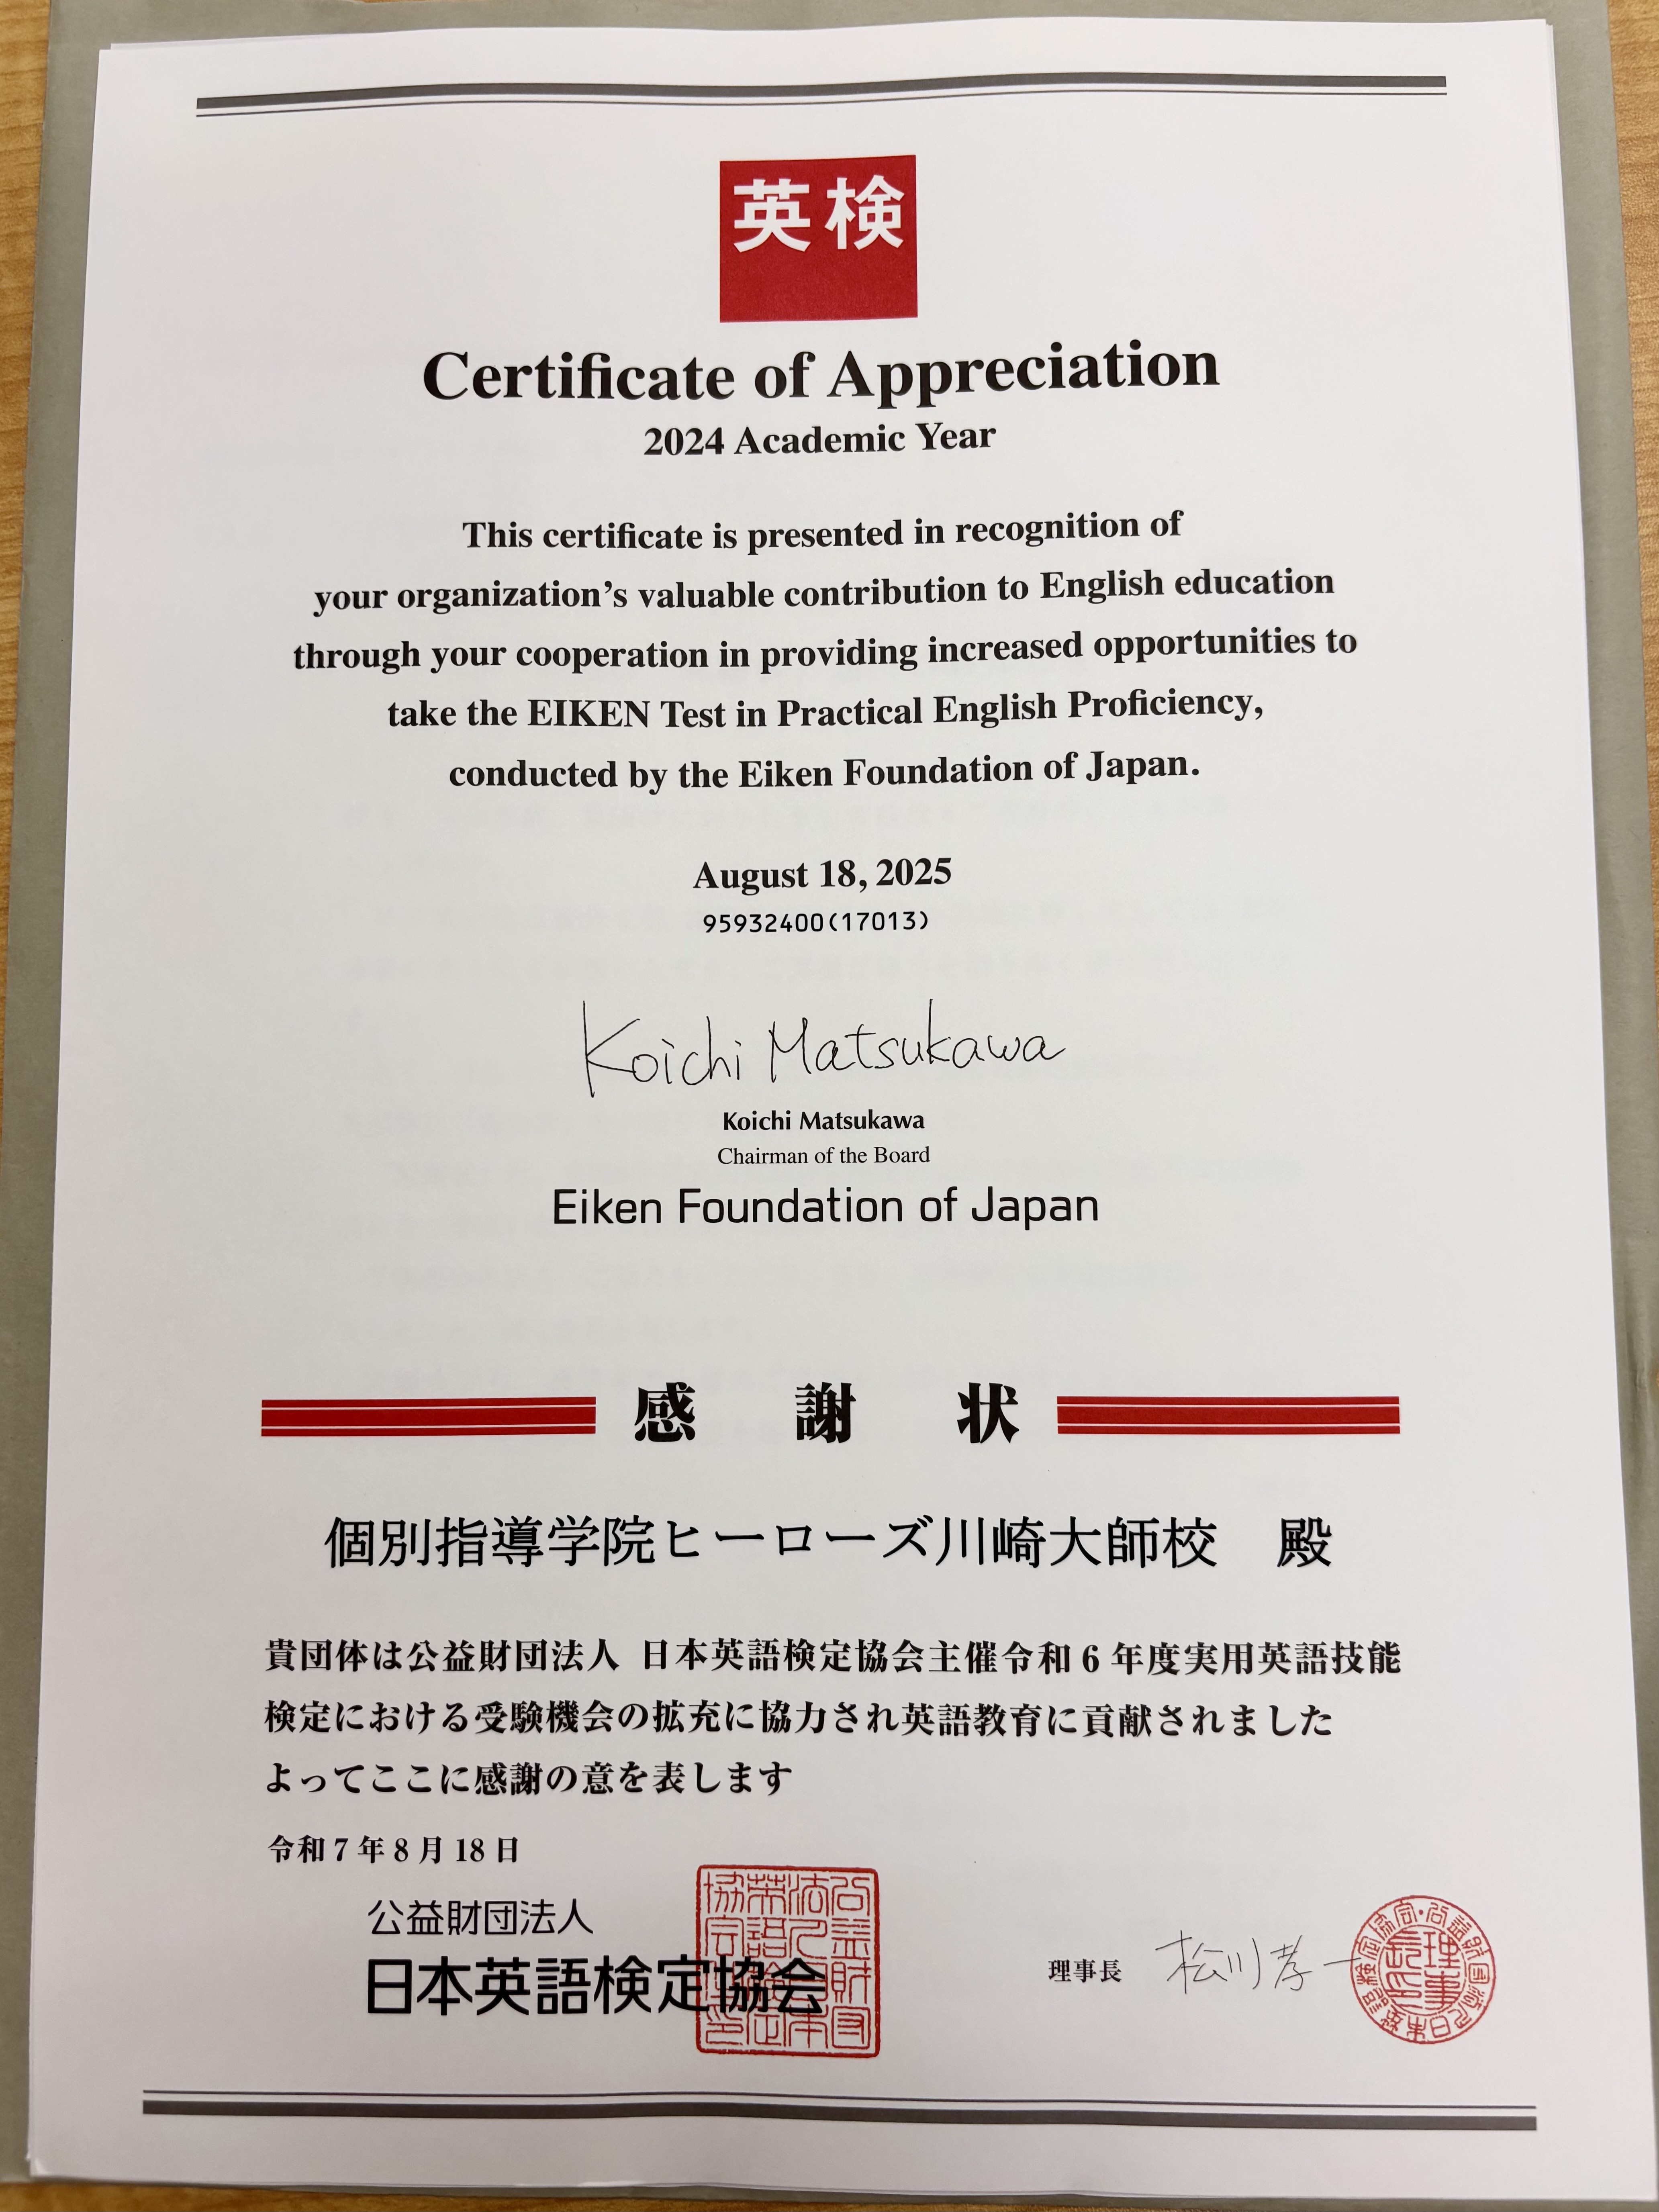 英検
Certificate of Appreciation
2024 Academic Year
This certificate is presented in recognition of
your organization's valuable contribution to English education
through your cooperation in providing increased opportunities to
take the EIKEN Test in Practical English Proficiency,
conducted by the Eiken Foundation of Japan.
August 18, 2025
95932400(17013)
Koichi Matsukawa
Koichi Matsukawa
Chairman of the Board
Eiken Foundation of Japan
感謝状
個別指導学院ヒーローズ川崎大師校 殿
貴団体は公益財団法人 日本英語検定協会主催令和6年度実用英語技能
検定における受験機会の拡充に協力され英語教育に貢献されました
よってここに感謝の意を表します
令和7年8月18日
公益財団法人
日本英語検定協会
理事長 松川孝一